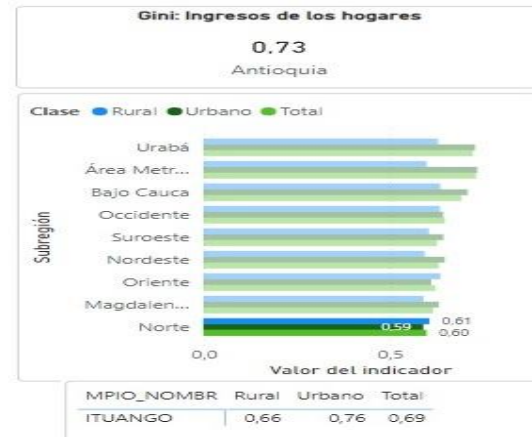 Gini: Ingresos de los hogares
0,73
Antioquia
Clase Rural Urbano Total
Subregión
Urabá
Área Metr...
Bajo Cauca
Occidente
Suroeste
Nordeste
Oriente
Magdalen...
Norte 0.59 0,61
0,60
0,0 0,5
Valor del indicador
MPIO_NOMBR Rural Urbano Total
ITUANGO 0,66 0,76 0,69